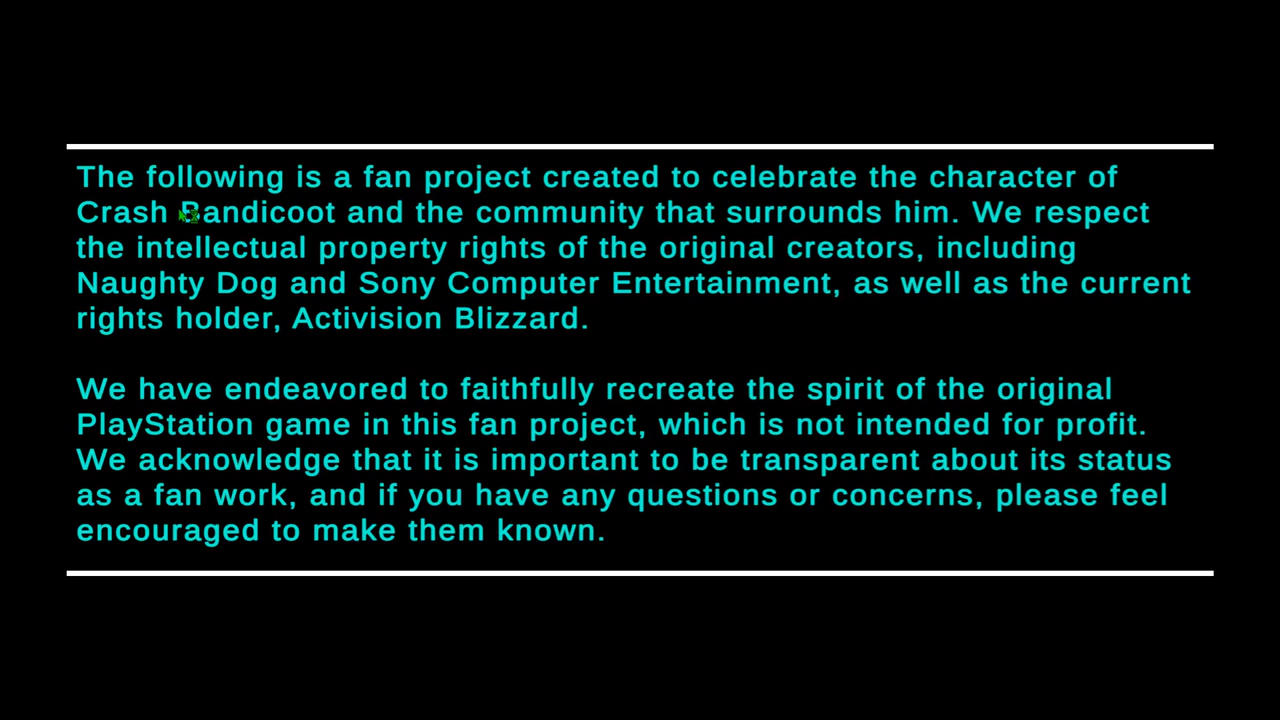 The following is a fan project created to celebrate the character of
Crash Bandicoot and the community that surrounds him. We respect
the intellectual property rights of the original creators, including
Naughty Dog and Sony Computer Entertainment, as well as the current
rights holder, Activision Blizzard.
We have endeavored to faithfully recreate the spirit of the original
PlayStation game in this fan project, which is not intended for profit.
We acknowledge that it is important to be transparent about its status
as a fan work, and if you have any questions or concerns, please feel
encouraged to make them known.